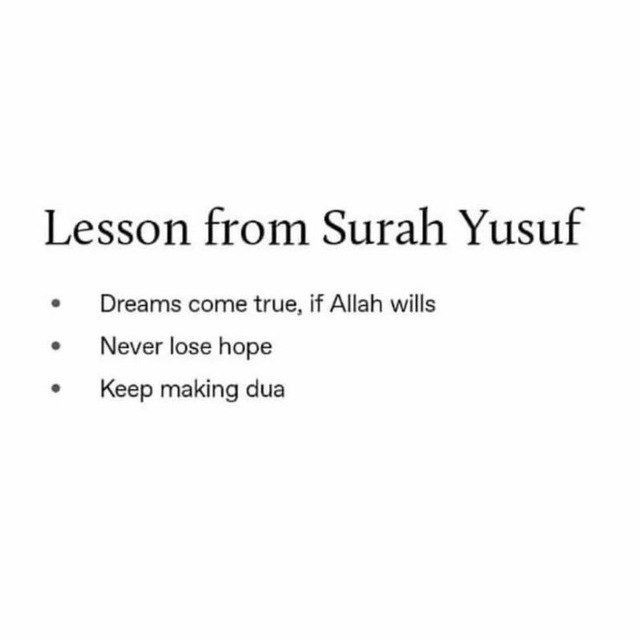 Lesson from Surah Yusuf
• Dreams come true, if Allah wills
• Never lose hope
• Keep making dua